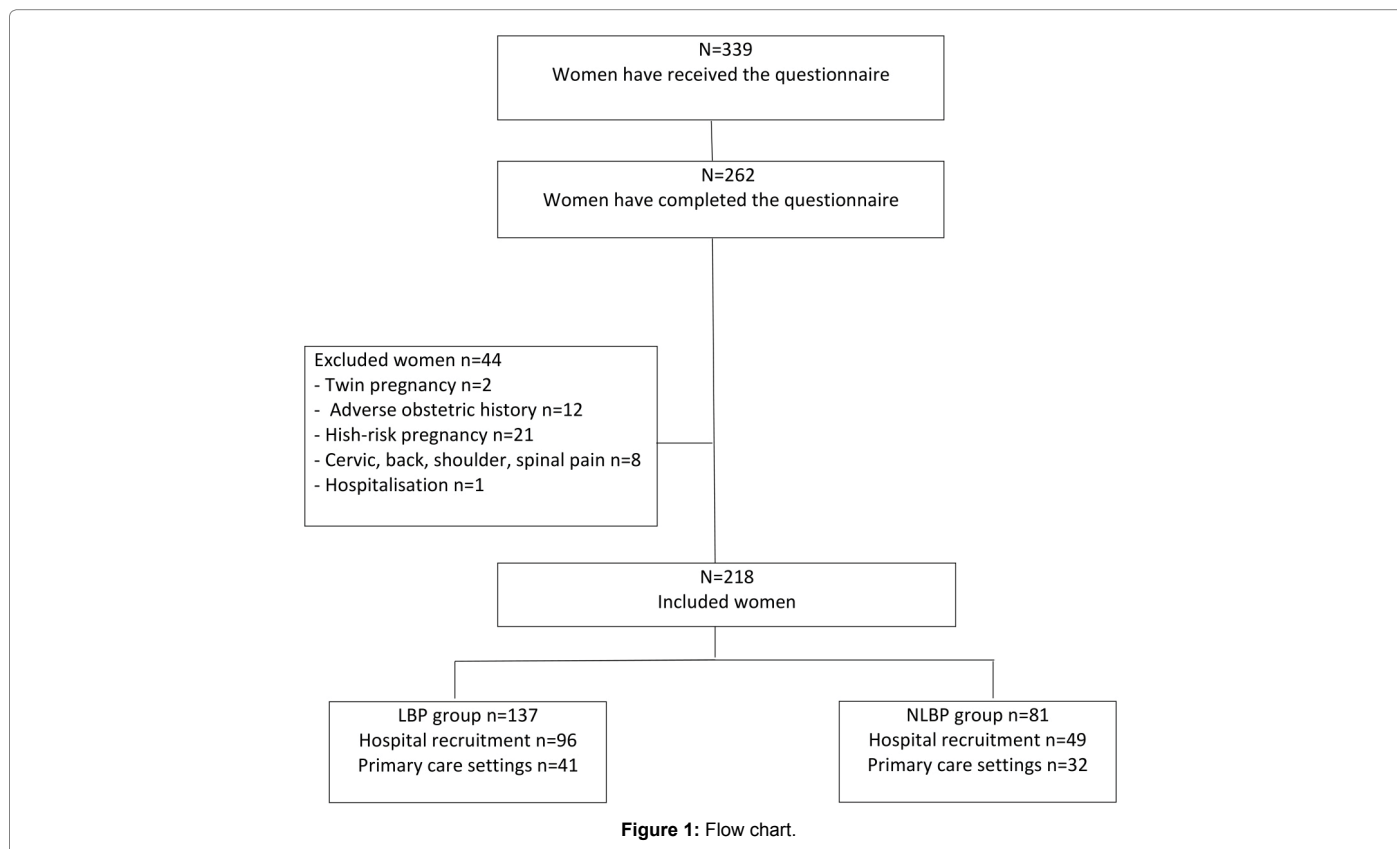 N=339
Women have received the questionnaire
N=262
Women have completed the questionnaire
Excluded women n=44
- Twin pregnancy n=2
- Adverse obstetric history n=12
- Hish-risk pregnancy n=21
- Cervic, back, shoulder, spinal pain n=8
- Hospitalisation n=1
N=218
Included women
LBP group n=137
Hospital recruitment n=96
Primary care settings n=41
NLBP group n=81
Hospital recruitment n=49
Primary care settings n=32
Figure 1: Flow chart.